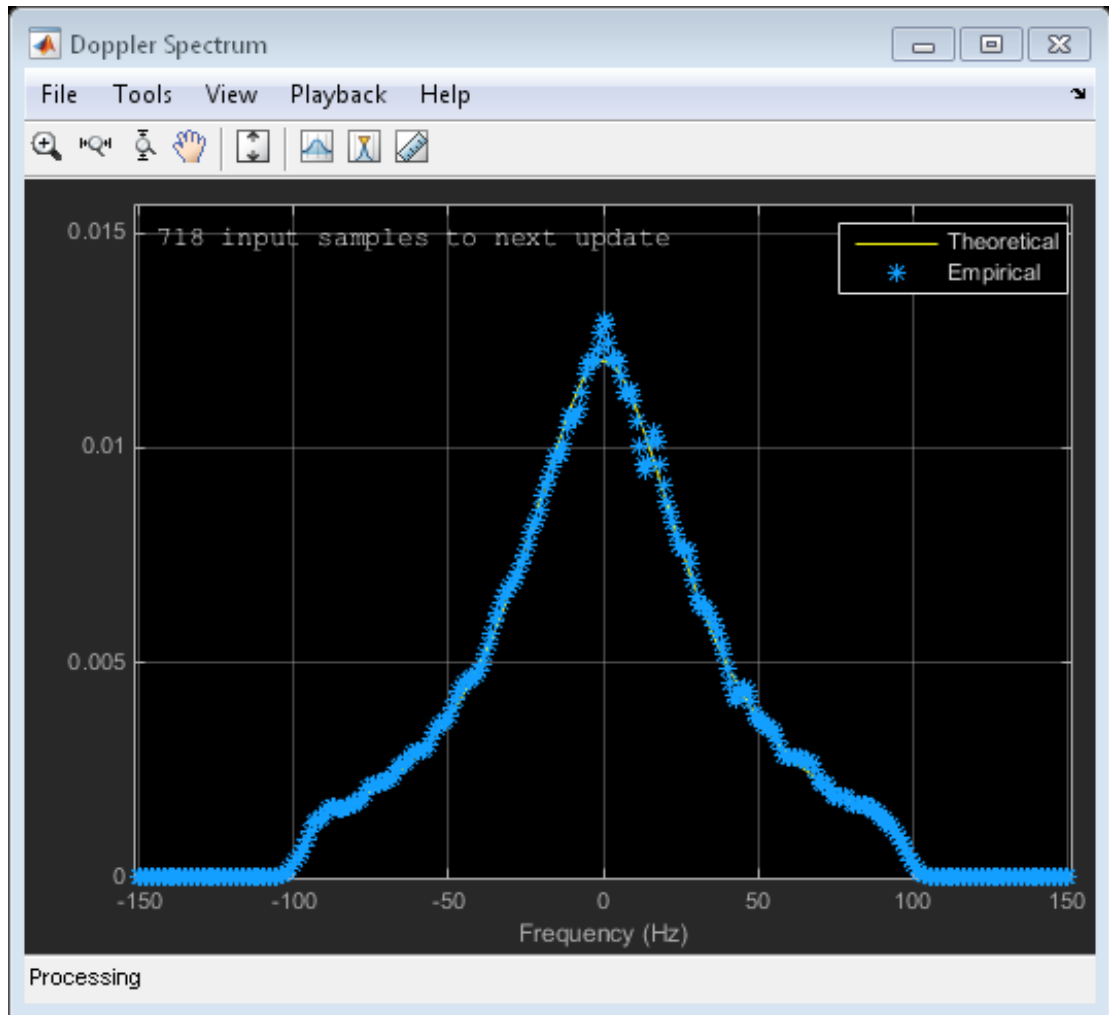 Doppler Spectrum
File Tools View Playback Help
0.015
718 input samples to next update
Theoretical
Empirical
0.01
0.005
0
-150 -100 -50 0 50 100 150
Frequency (Hz)
Processing